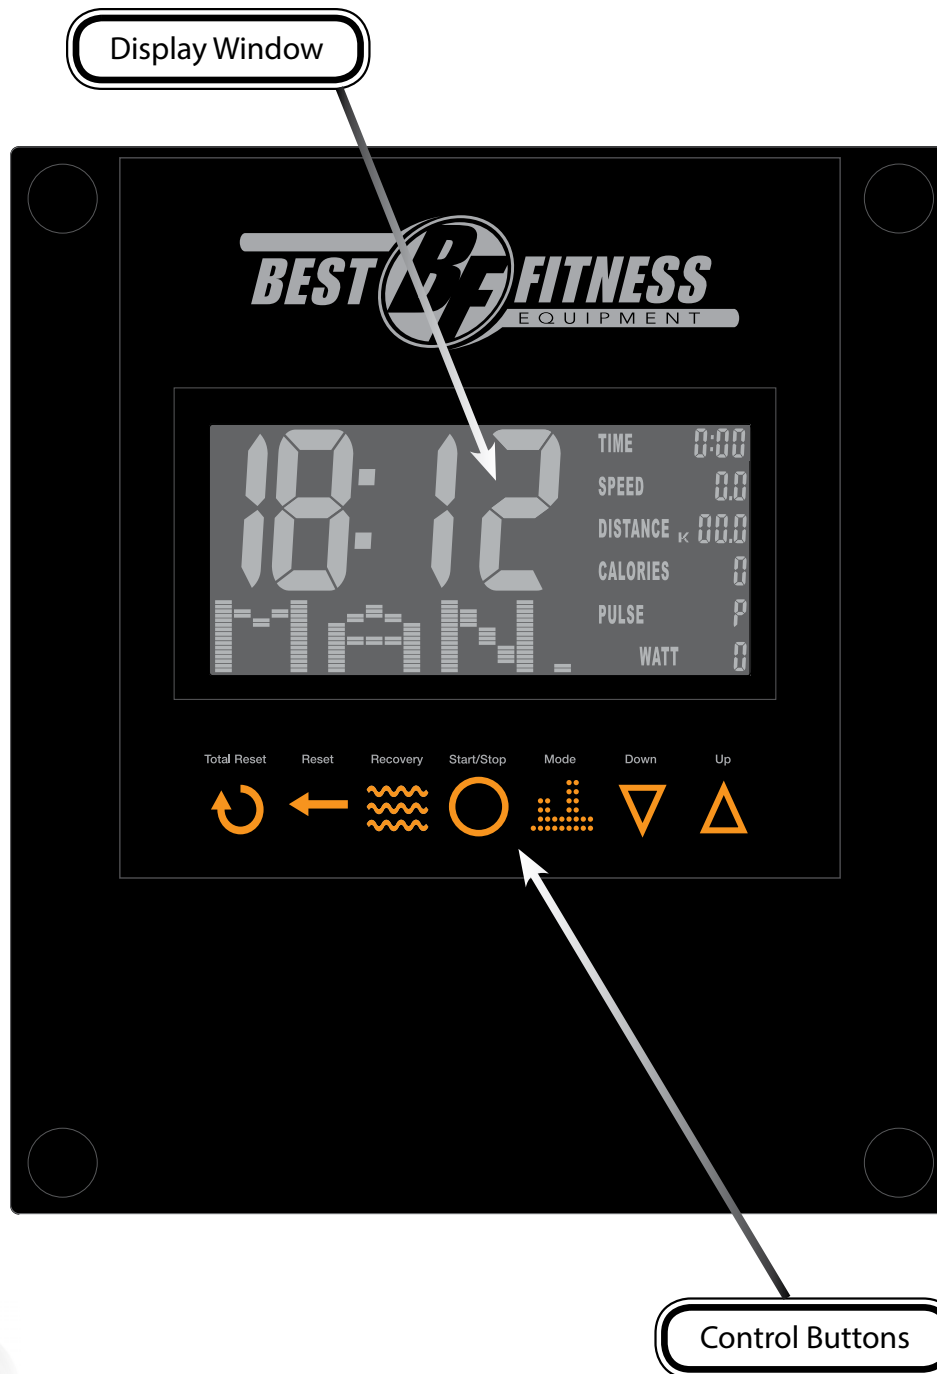 Display Window
BEST BF FITNESS
EQUIPMENT
18:12
MAN.
TIME 0:00
SPEED 0.0
DISTANCE K 00.0
CALORIES 0
PULSE P
WATT 0
Total Reset Reset Recovery Start/Stop Mode Down Up
Control Buttons